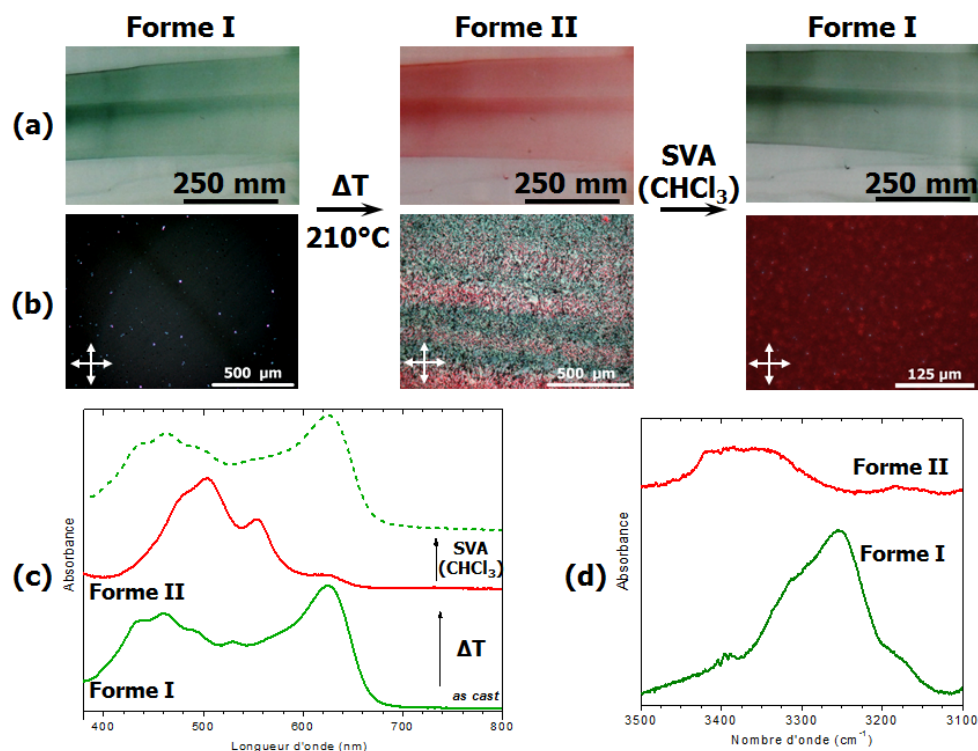 Forme I
Forme II
Forme I
(a)
250 mm
ΔT
210°C
250 mm
SVA
(CHCl₃)
250 mm
(b)
500 µm
500 µm
125 µm
(c)
Absorbance
SVA
(CHCl₃)
Forme II
ΔT
Forme I
as cast
400 500 600 700 800
Longueur d'onde (nm)
(d)
Absorbance
Forme II
Forme I
3500 3400 3300 3200 3100
Nombre d'onde (cm⁻¹)